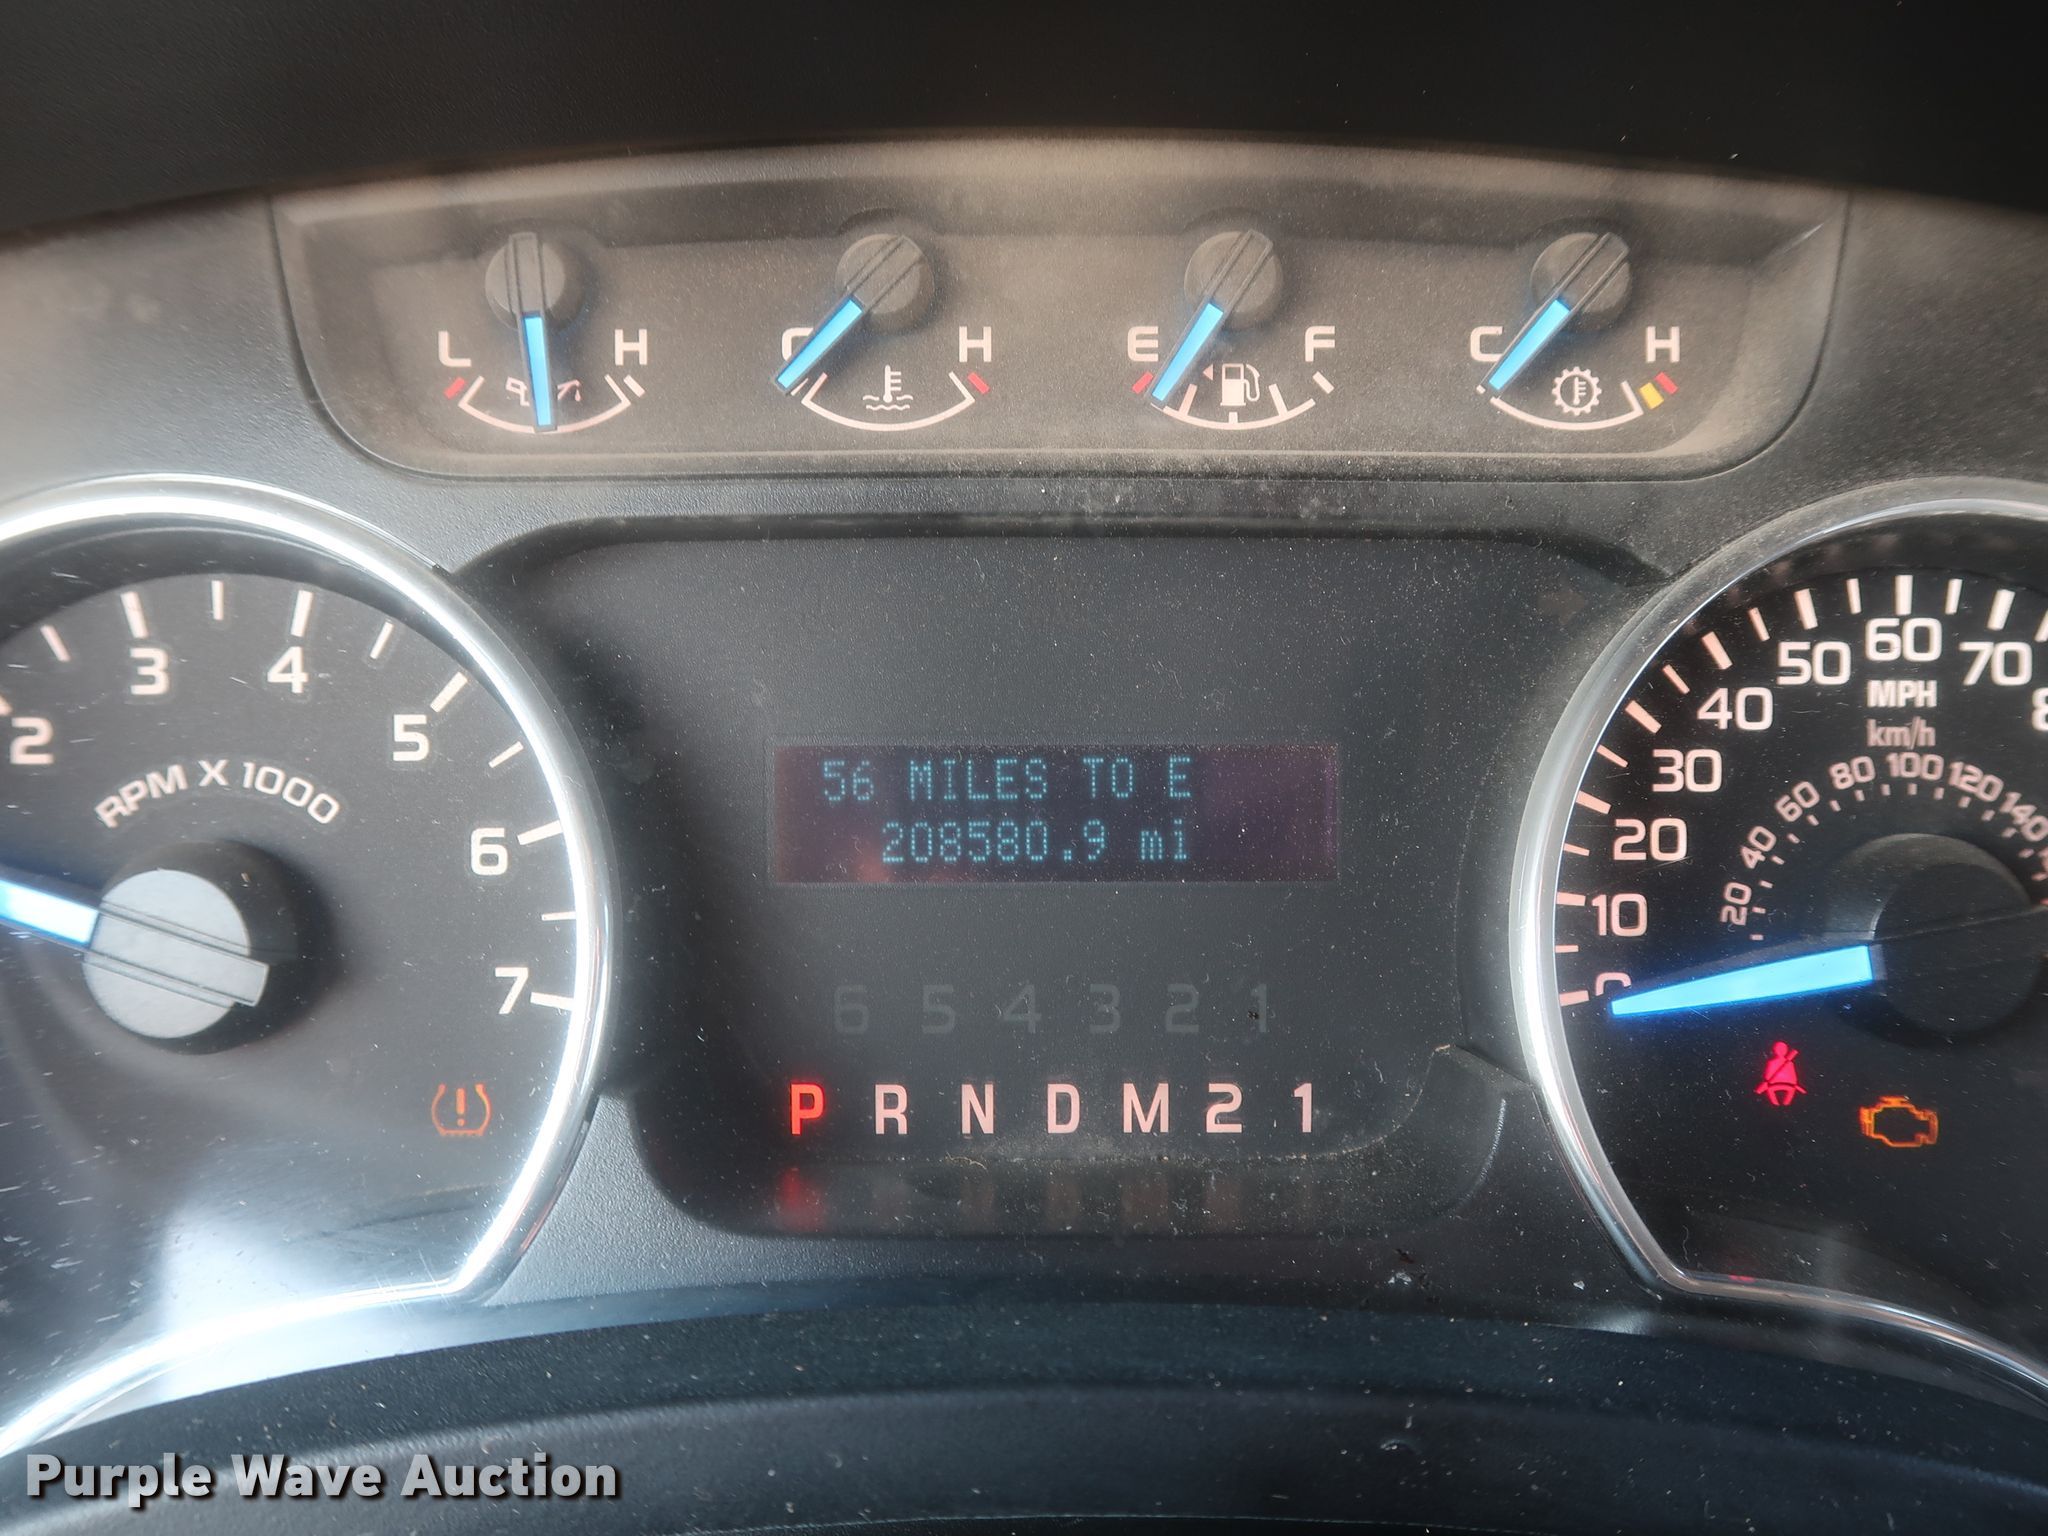 L H
C H
E F
C H
2 3 4 5 6 7
RPM X 1000
56 MILES TO E
208580.9 mi
6 5 4 3 2 1
P R N D M 2 1
0 10 20 30 40 50 60 70
MPH
km/h
20 40 60 80 100 120 140
Purple Wave Auction